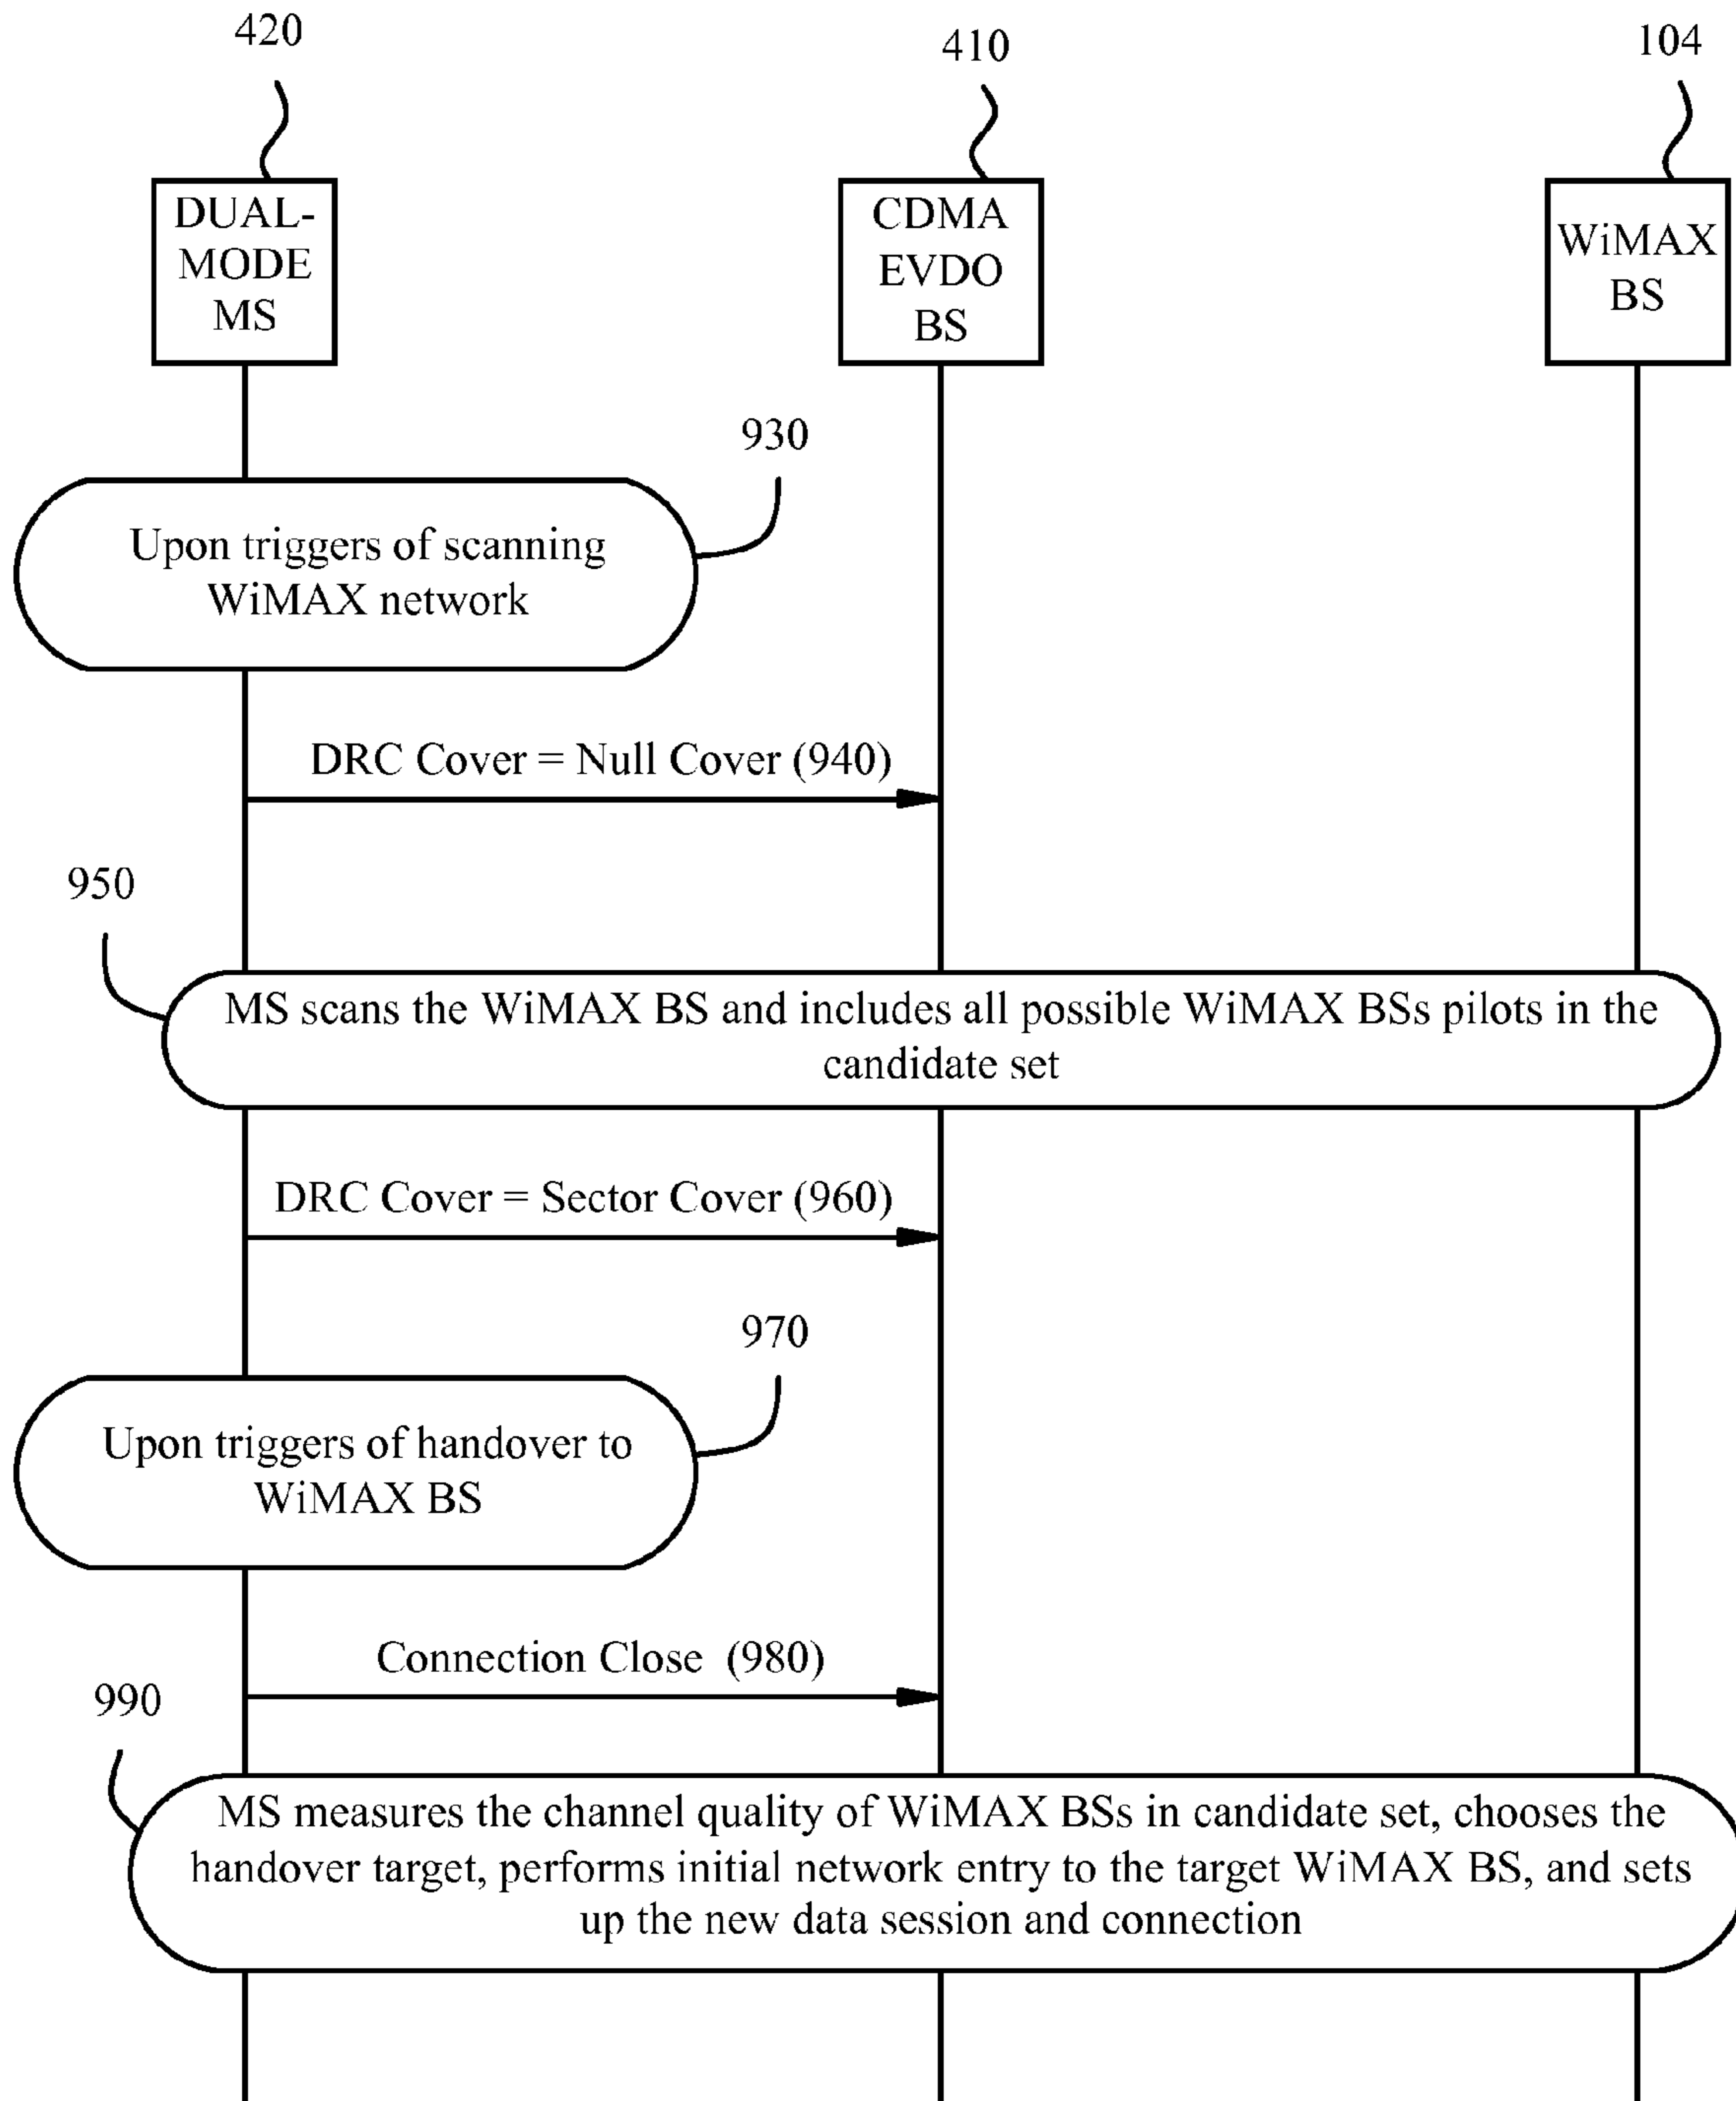 420
410
104
DUAL-
MODE
MS
CDMA
EVDO
BS
WiMAX
BS
930
Upon triggers of scanning
WiMAX network
DRC Cover = Null Cover (940)
950
MS scans the WiMAX BS and includes all possible WiMAX BSs pilots in the
candidate set
DRC Cover = Sector Cover (960)
970
Upon triggers of handover to
WiMAX BS
Connection Close (980)
990
MS measures the channel quality of WiMAX BSs in candidate set, chooses the
handover target, performs initial network entry to the target WiMAX BS, and sets
up the new data session and connection